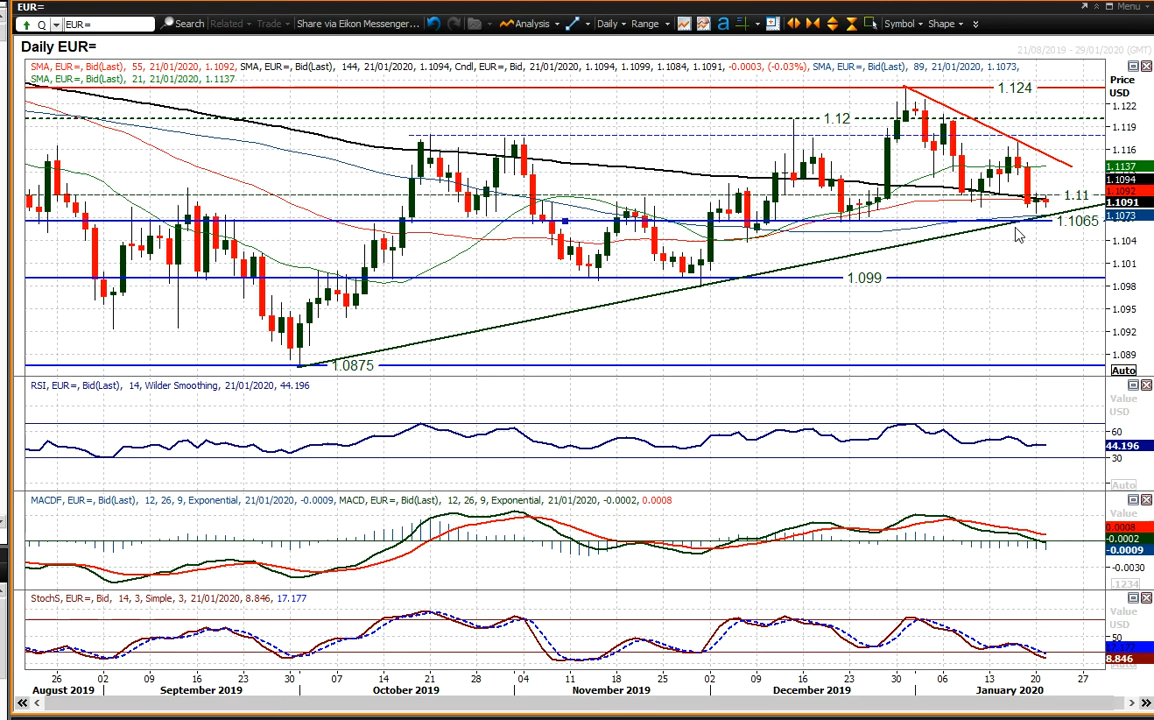 EUR=
Menu
Q EUR= Search Related Trade Share via Eikon Messenger... Analysis Daily Range a Symbol Shape
Daily EUR=
21/08/2019 - 29/01/2020 (GMT)
SMA, EUR=, Bid(Last), 55, 21/01/2020, 1.1092, SMA, EUR=, Bid(Last), 144, 21/01/2020, 1.1094, Cndl, EUR=, Bid, 21/01/2020, 1.1094, 1.1099, 1.1084, 1.1091, -0.0003, (-0.03%), SMA, EUR=, Bid(Last), 89, 21/01/2020, 1.1073,
SMA, EUR=, Bid(Last), 21, 21/01/2020, 1.1137
Price
USD
1.124
1.122
1.12
1.119
1.116
1.1137
1.1094
1.1092
1.11
1.1091
1.1073
1.1065
1.104
1.101
1.099
1.098
1.095
1.092
1.089
1.0875
Auto
RSI, EUR=, Bid(Last), 14, Wilder Smoothing, 21/01/2020, 44.196
Value
USD
60
44.196
30
Auto
MACDF, EUR=, Bid(Last), 12, 26, 9, Exponential, 21/01/2020, -0.0009, MACD, EUR=, Bid(Last), 12, 26, 9, Exponential, 21/01/2020, -0.0002, 0.0008
Value
USD
0.0008
-0.0002
-0.0009
-0.0030
.1234
StochS, EUR=, Bid, 14, 3, Simple, 3, 21/01/2020, 8.846, 17.177
Value
USD
50
17.177
8.846
Auto
26 02 09 16 23 30 07 14 21 28 04 11 18 25 02 09 16 23 30 06 13 20 27
August 2019 September 2019 October 2019 November 2019 December 2019 January 2020